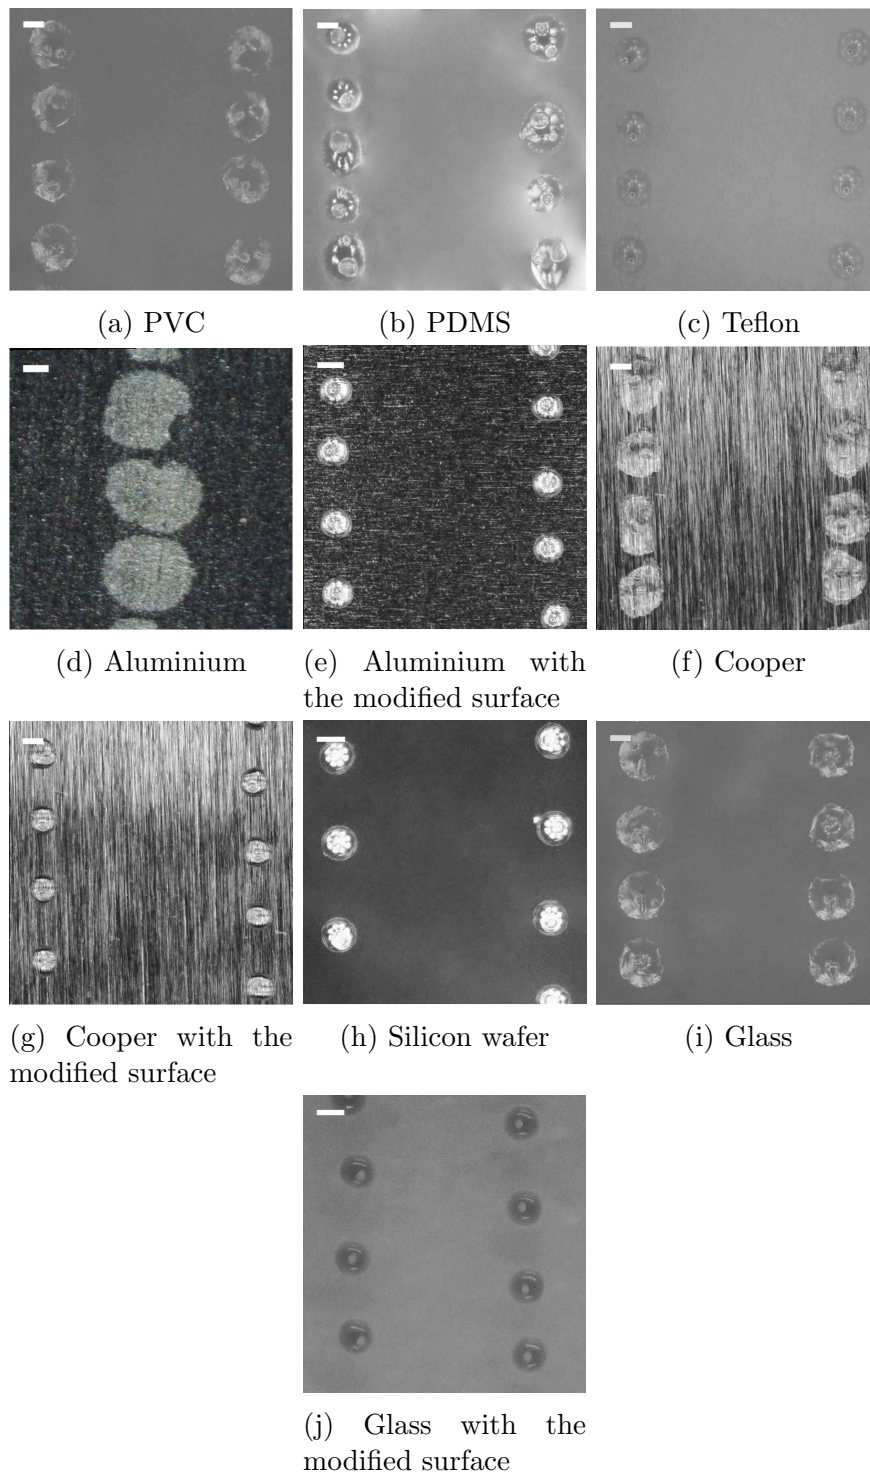 (a) PVC
(b) PDMS
(c) Teflon
(d) Aluminium
(e) Aluminium with
the modified surface
(f) Cooper
(g) Cooper with the
modified surface
(h) Silicon wafer
(i) Glass
(j) Glass with the
modified surface